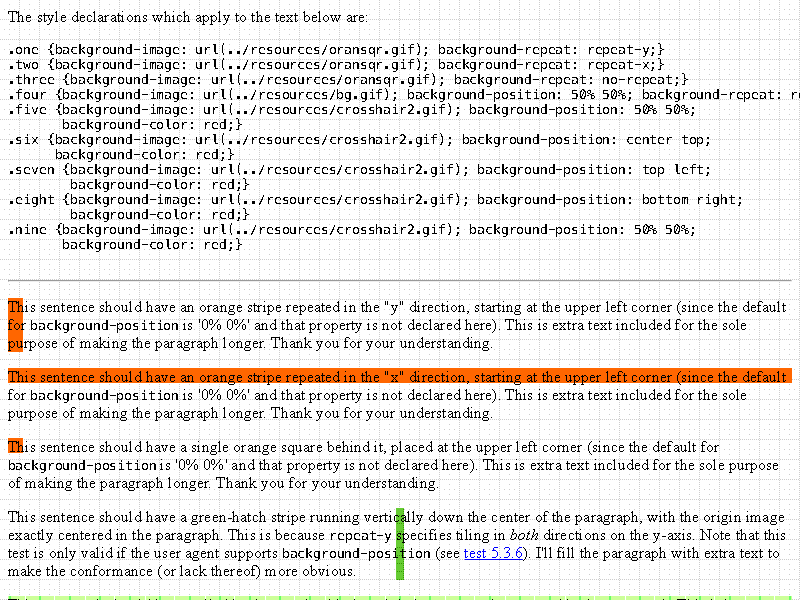 The style declarations which apply to the text below are:
.one {background-image: url(../resources/oransqr.gif); background-repeat: repeat-y;}
.two {background-image: url(../resources/oransqr.gif); background-repeat: repeat-x;}
.three {background-image: url(../resources/oransqr.gif); background-repeat: no-repeat;}
.four {background-image: url(../resources/bg.gif); background-position: 50% 50%; background-repeat: r
.five {background-image: url(../resources/crosshair2.gif); background-position: 50% 50%;
background-color: red;}
.six {background-image: url(../resources/crosshair2.gif); background-position: center top;
background-color: red;}
.seven {background-image: url(../resources/crosshair2.gif); background-position: top left;
background-color: red;}
.eight {background-image: url(../resources/crosshair2.gif); background-position: bottom right;
background-color: red;}
.nine {background-image: url(../resources/crosshair2.gif); background-position: 50% 50%;
background-color: red;}
This sentence should have an orange stripe repeated in the "y" direction, starting at the upper left corner (since the default
for background-position is '0% 0%' and that property is not declared here). This is extra text included for the sole
purpose of making the paragraph longer. Thank you for your understanding.
This sentence should have an orange stripe repeated in the "x" direction, starting at the upper left corner (since the default
for background-position is '0% 0%' and that property is not declared here). This is extra text included for the sole
purpose of making the paragraph longer. Thank you for your understanding.
This sentence should have a single orange square behind it, placed at the upper left corner (since the default for
background-position is '0% 0%' and that property is not declared here). This is extra text included for the sole purpose
of making the paragraph longer. Thank you for your understanding.
This sentence should have a green-hatch stripe running vertically down the center of the paragraph, with the origin image
exactly centered in the paragraph. This is because repeat-y specifies tiling in both directions on the y-axis. Note that this
test is only valid if the user agent supports background-position (see test 5.3.6). I'll fill the paragraph with extra text to
make the conformance (or lack thereof) more obvious.